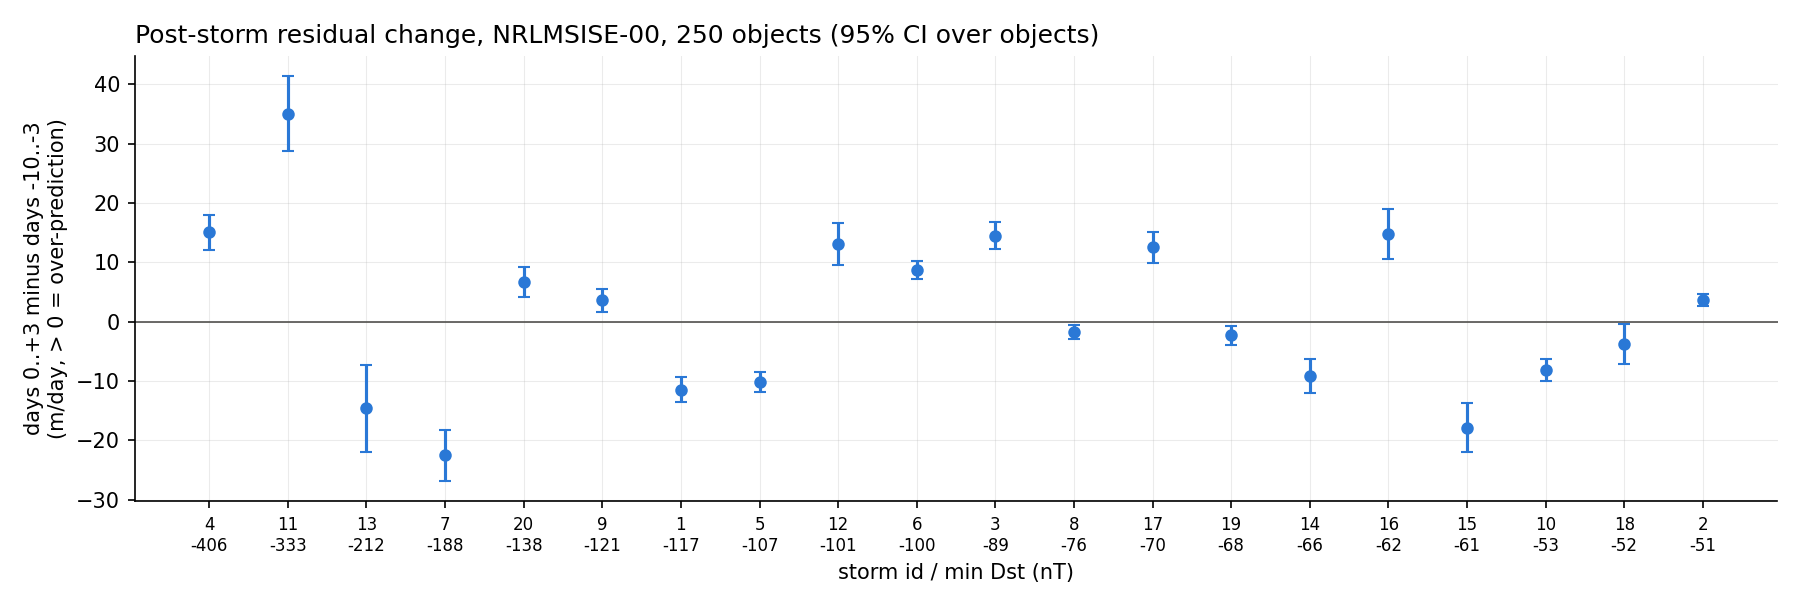 Post-storm residual change, NRLMSISE-00, 250 objects (95% CI over objects)
days 0..+3 minus days -10..-3
(m/day, > 0 = over-prediction)
40
30
20
10
0
−10
−20
−30
4 11 13 7 20 9 1 5 12 6 3 8 17 19 14 16 15 10 18 2
-406 -333 -212 -188 -138 -121 -117 -107 -101 -100 -89 -76 -70 -68 -66 -62 -61 -53 -52 -51
storm id / min Dst (nT)